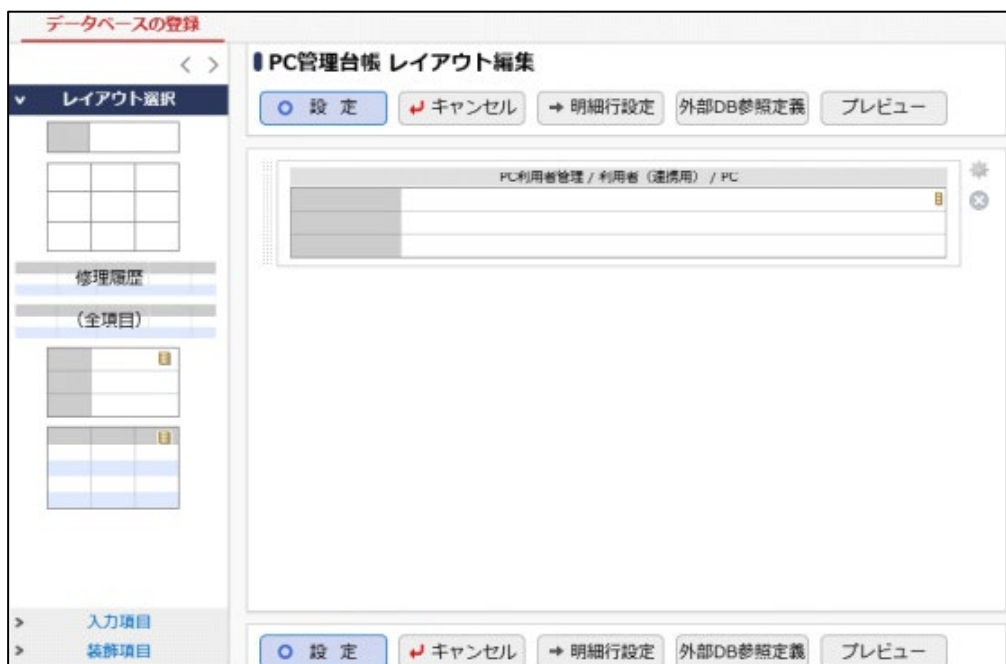 データベースの登録
< >
レイアウト選択
修理履歴
(全項目)
> 入力項目
> 装飾項目
PC管理台帳 レイアウト編集
設 定 キャンセル 明細行設定 外部DB参照定義 プレビュー
PC利用者管理 / 利用者(連携用) / PC
設 定 キャンセル 明細行設定 外部DB参照定義 プレビュー